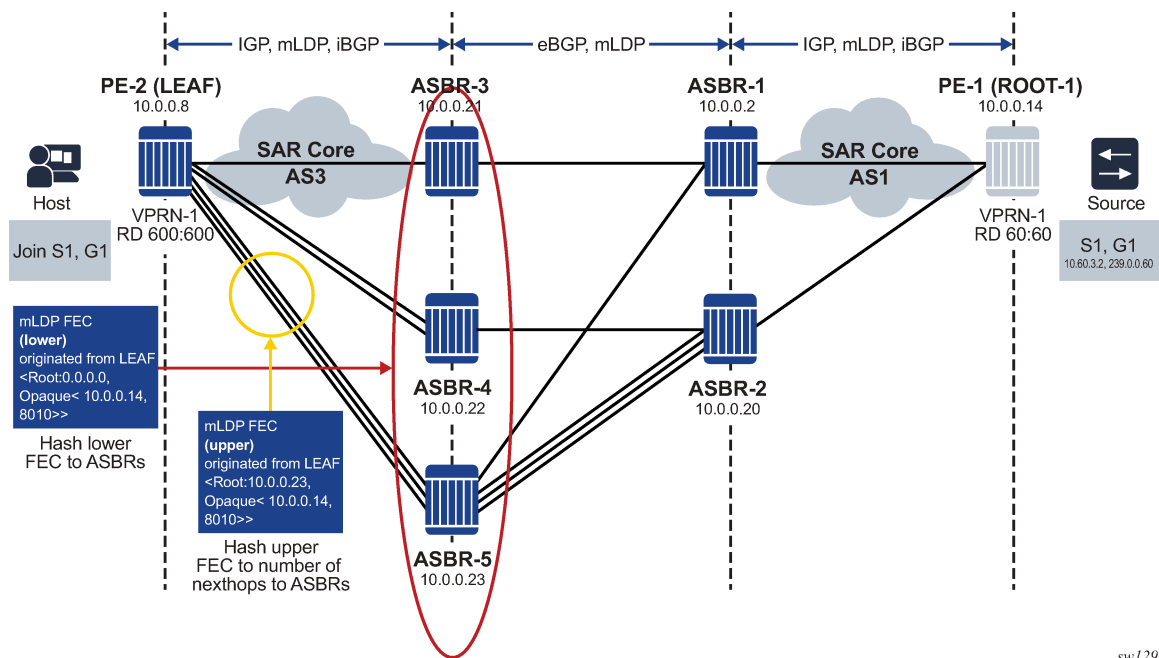 IGP, mLDP, iBGP
eBGP, mLDP
IGP, mLDP, iBGP
PE-2 (LEAF)
10.0.0.8
ASBR-3
10.0.0.21
ASBR-1
10.0.0.2
PE-1 (ROOT-1)
10.0.0.14
SAR Core
AS3
SAR Core
AS1
Host
Join S1, G1
VPRN-1
RD 600:600
VPRN-1
RD 60:60
Source
S1, G1
10.60.3.2, 239.0.0.60
mLDP FEC
(lower)
originated from LEAF
<Root:0.0.0.0,
Opaque< 10.0.0.14,
8010>>
Hash lower
FEC to ASBRs
mLDP FEC
(upper)
originated from LEAF
<Root:10.0.0.23,
Opaque< 10.0.0.14,
8010>>
Hash upper
FEC to number of
nexthops to ASBRs
ASBR-4
10.0.0.22
ASBR-2
10.0.0.20
ASBR-5
10.0.0.23
sw129